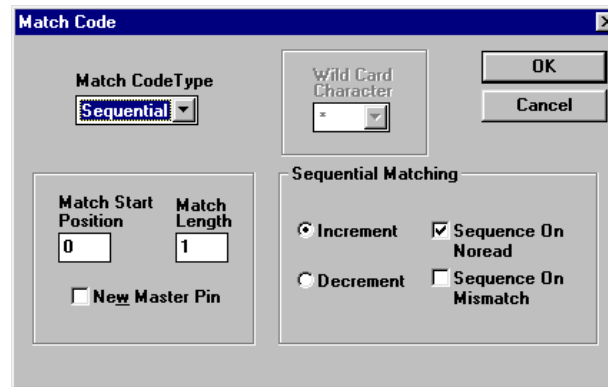 Match Code
Match CodeType
Sequential
Wild Card
Character
*
OK
Cancel
Match Start
Position
0
Match
Length
1
New Master Pin
Sequential Matching
Increment
Sequence On
Noread
Decrement
Sequence On
Mismatch